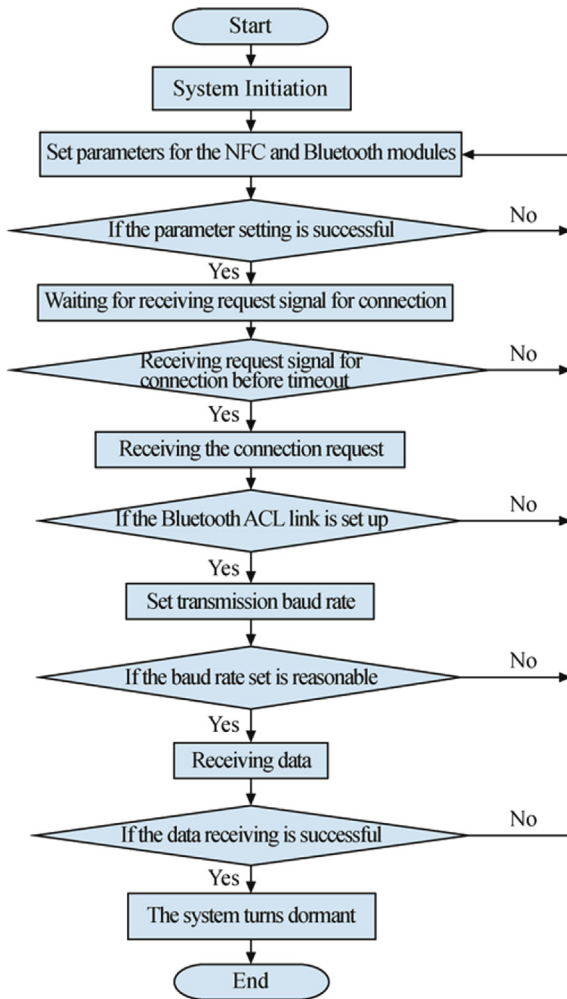 Start
System Initiation
Set parameters for the NFC and Bluetooth modules
If the parameter setting is successful
No
Yes
Waiting for receiving request signal for connection
Receiving request signal for
connection before timeout
No
Yes
Receiving the connection request
If the Bluetooth ACL link is set up
No
Yes
Set transmission baud rate
If the baud rate set is reasonable
No
Yes
Receiving data
If the data receiving is successful
No
Yes
The system turns dormant
End